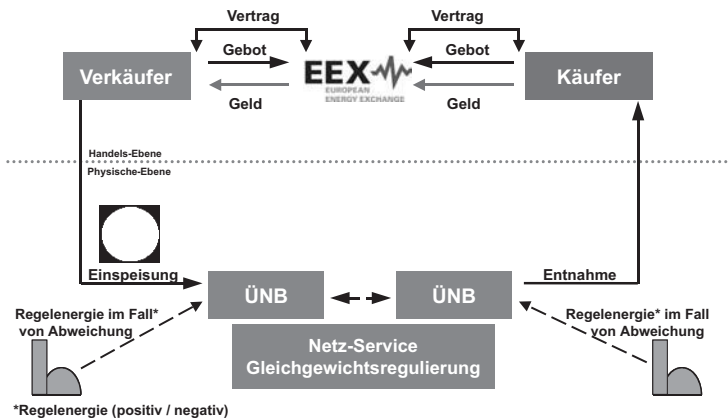 Vertrag
Vertrag
Gebot
Gebot
Verkäufer
EEX
EUROPEAN
ENERGY EXCHANGE
Käufer
Geld
Geld
Handels-Ebene
Physische-Ebene
Einspeisung
ÜNB
ÜNB
Entnahme
Regelenergie im Fall*
von Abweichung
Regelenergie* im Fall
von Abweichung
Netz-Service
Gleichgewichtsregulierung
*Regelenergie (positiv / negativ)